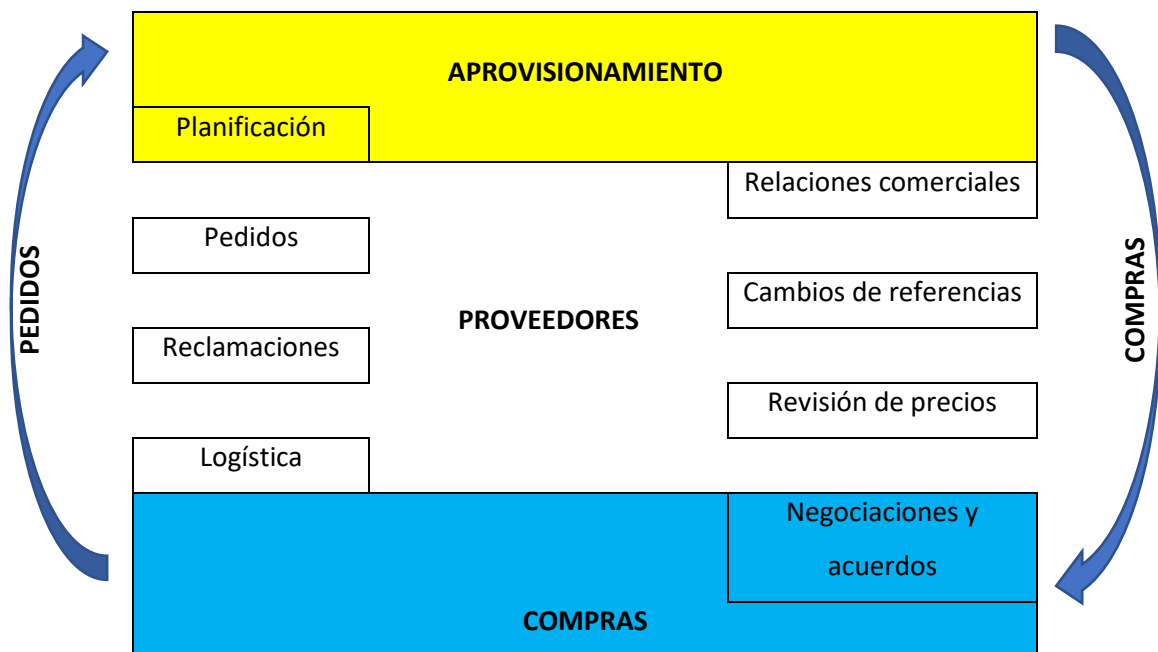 APROVISIONAMIENTO
Planificación
Relaciones comerciales
Pedidos
PEDIDOS
Cambios de referencias
PROVEEDORES
COMPRAS
Reclamaciones
Revisión de precios
Logística
Negociaciones y
acuerdos
COMPRAS